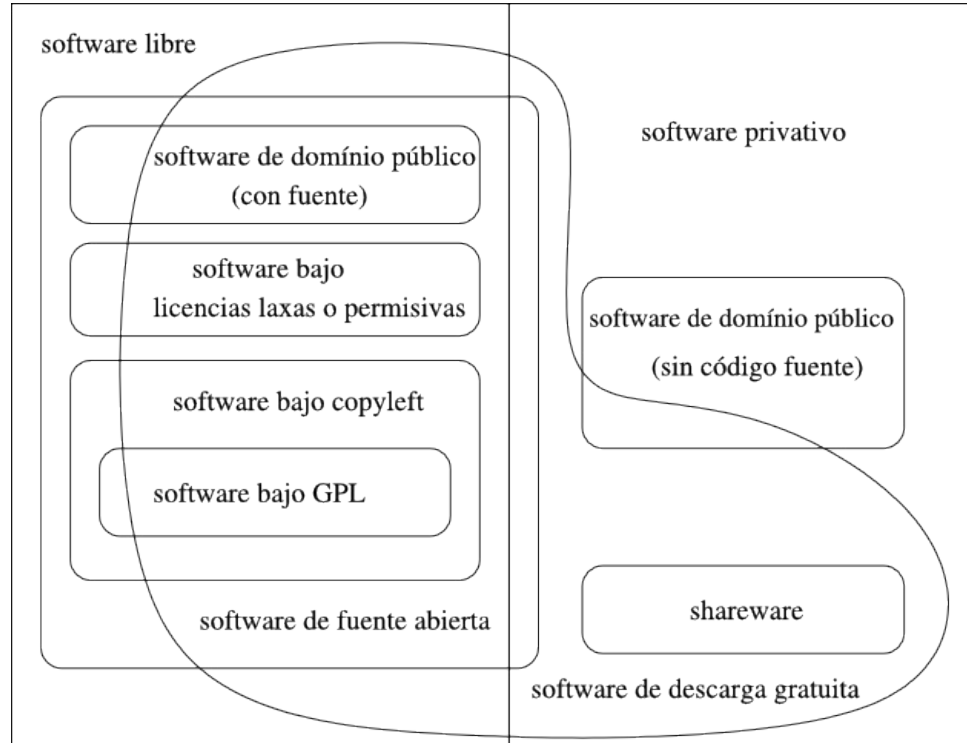 software libre
software privativo
software de domínio público
(con fuente)
software bajo
licencias laxas o permisivas
software de domínio público
(sin código fuente)
software bajo copyleft
software bajo GPL
shareware
software de fuente abierta
software de descarga gratuita